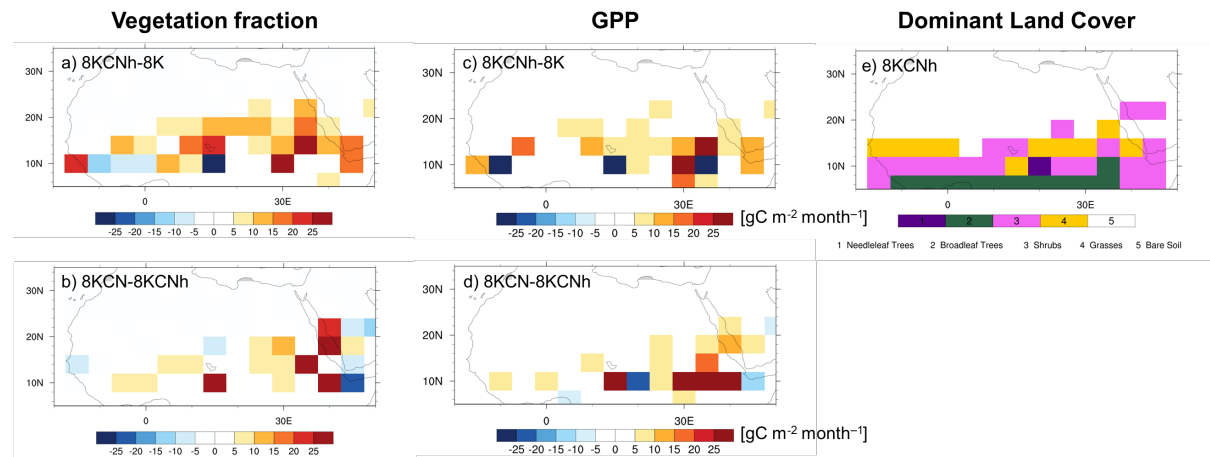 Vegetation fraction
GPP
Dominant Land Cover
a) 8KCNh-8K
30N
20N
10N
0
30E
-25 -20 -15 -10 -5 0 5 10 15 20 25
c) 8KCNh-8K
30N
20N
10N
0
30E
-25 -20 -15 -10 -5 0 5 10 15 20 25
[gC m⁻² month⁻¹]
e) 8KCNh
30N
20N
10N
0
30E
1 2 3 4 5
1 Needleleaf Trees 2 Broadleaf Trees 3 Shrubs 4 Grasses 5 Bare Soil
b) 8KCN-8KCNh
30N
20N
10N
0
30E
-25 -20 -15 -10 -5 0 5 10 15 20 25
d) 8KCN-8KCNh
30N
20N
10N
0
30E
-25 -20 -15 -10 -5 0 5 10 15 20 25
[gC m⁻² month⁻¹]